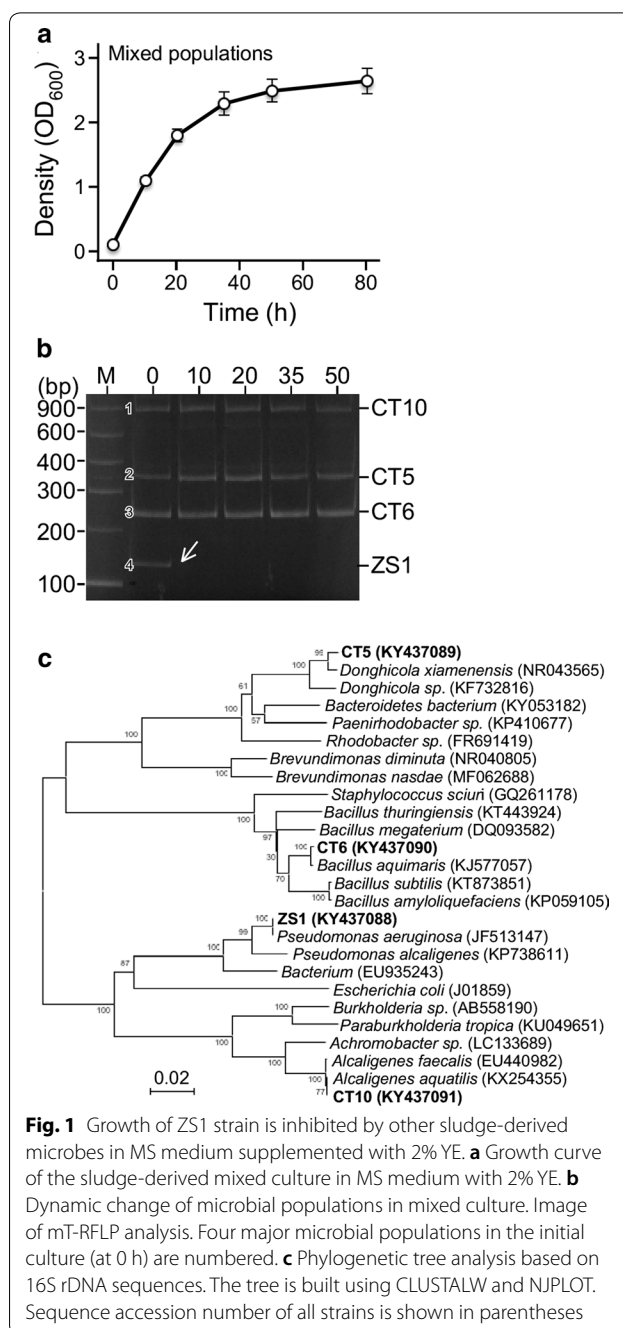 a
Mixed populations
3
2
1
0
Density (OD600)
0 20 40 60 80
Time (h)
b
M 0 10 20 35 50
(bp)
900
600
400
300
200
100
1
2
3
4
CT10
CT5
CT6
ZS1
c
99 CT5 (KY437089)
100 Donghicola xiamenensis (NR043565)
Donghicola sp. (KF732816)
61
Bacteroidetes bacterium (KY053182)
57 Paenirhodobacter sp. (KP410677)
100
Rhodobacter sp. (FR691419)
100
Brevundimonas diminuta (NR040805)
100 Brevundimonas nasdae (MF062688)
Staphylococcus sciuri (GQ261178)
100
Bacillus thuringiensis (KT443924)
97 Bacillus megaterium (DQ093582)
100 CT6 (KY437090)
30 Bacillus aquimaris (KJ577057)
70
Bacillus subtilis (KT873851)
100 Bacillus amyloliquefaciens (KP059105)
100 ZS1 (KY437088)
99 Pseudomonas aeruginosa (JF513147)
100 Pseudomonas alcaligenes (KP738611)
87 Bacterium (EU935243)
Escherichia coli (J01859)
100 Burkholderia sp. (AB558190)
100
Paraburkholderia tropica (KU049651)
100
Achromobacter sp. (LC133689)
100
Alcaligenes faecalis (EU440982)
100 Alcaligenes aquatilis (KX254355)
77 CT10 (KY437091)
0.02
Fig. 1 Growth of ZS1 strain is inhibited by other sludge-derived
microbes in MS medium supplemented with 2% YE. a Growth curve
of the sludge-derived mixed culture in MS medium with 2% YE. b
Dynamic change of microbial populations in mixed culture. Image
of mT-RFLP analysis. Four major microbial populations in the initial
culture (at 0 h) are numbered. c Phylogenetic tree analysis based on
16S rDNA sequences. The tree is built using CLUSTALW and NJPLOT.
Sequence accession number of all strains is shown in parentheses